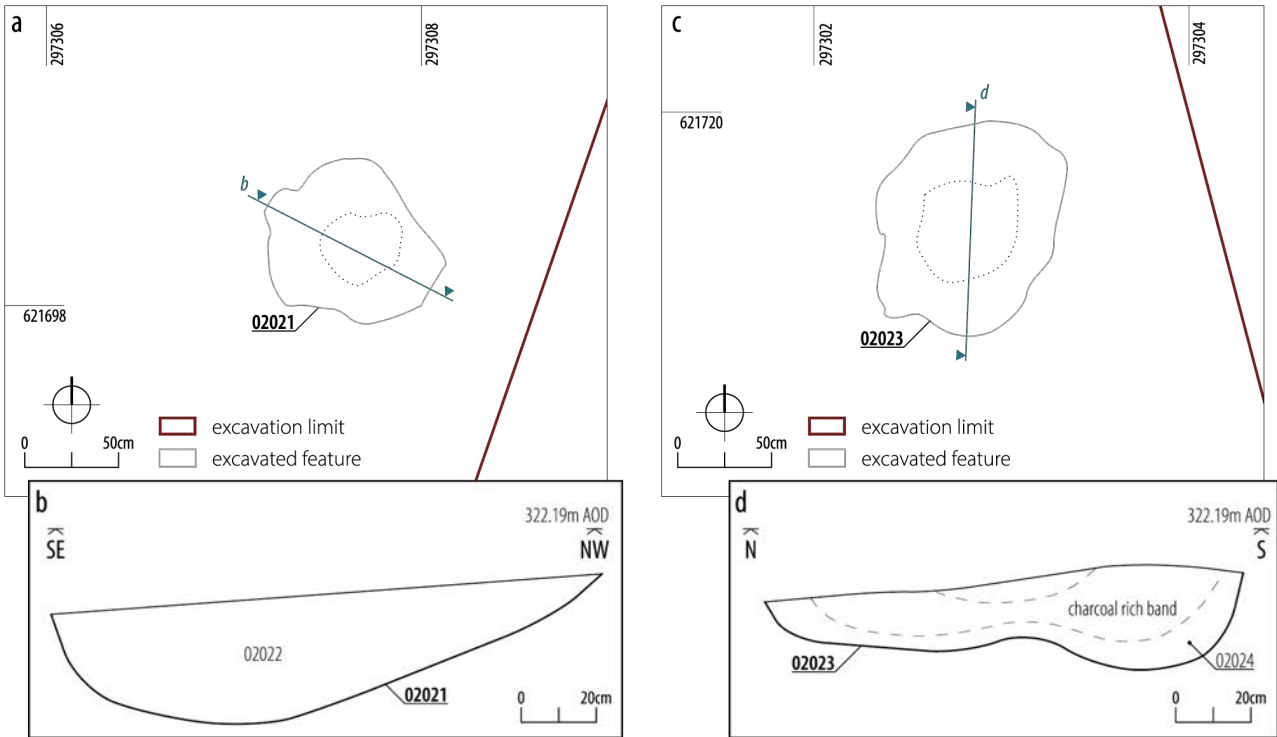 a
297306
297308
b
621698
02021
0
50cm
excavation limit
excavated feature
c
297302
297304
d
621720
02023
0
50cm
excavation limit
excavated feature
b
322.19m AOD
SE
NW
02022
02021
0
20cm
d
322.19m AOD
N
S
charcoal rich band
02023
02024
0
20cm